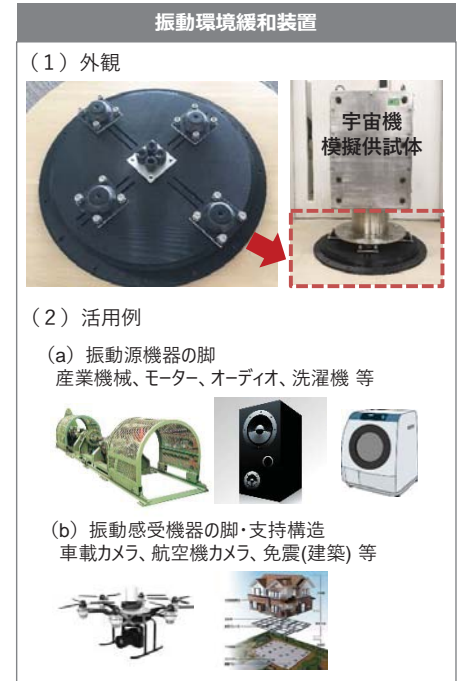 振動環境緩和装置
（１）外観
宇宙機
模擬供試体
（２）活用例
（a）振動源機器の脚
産業機械、モーター、オーディオ、洗濯機 等
（b）振動感受機器の脚・支持構造
車載カメラ、航空機カメラ、免震(建築) 等